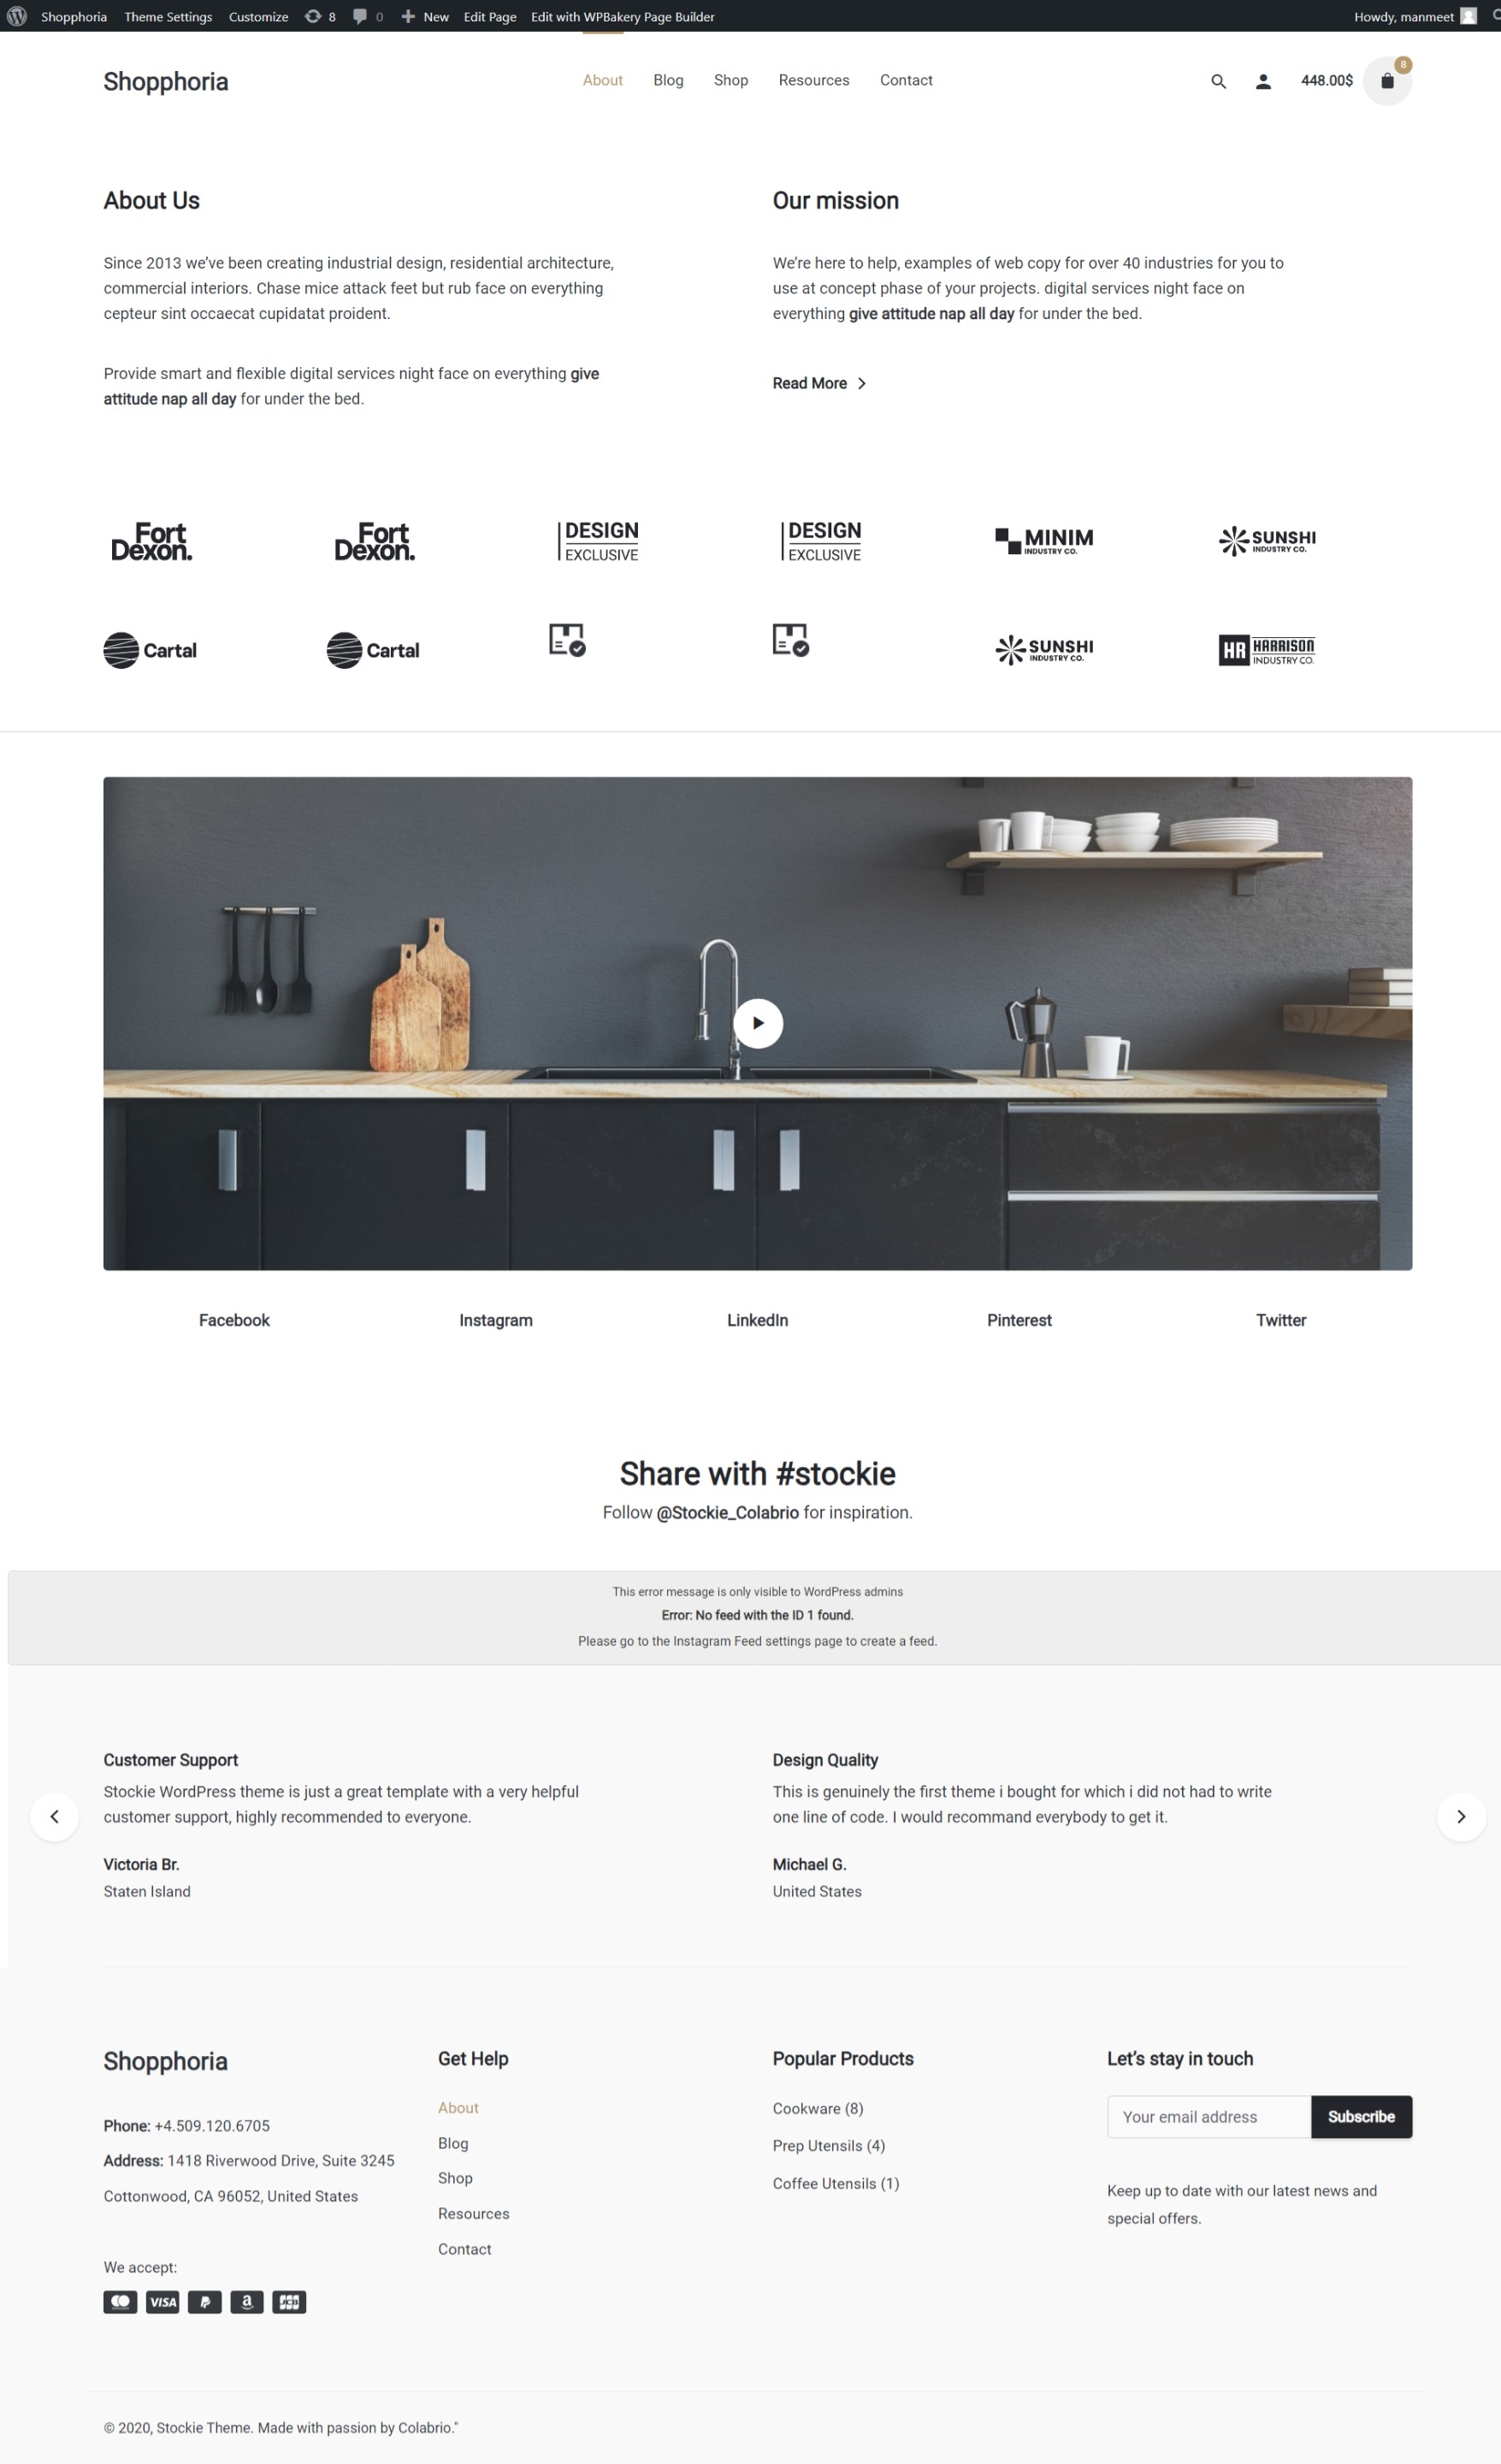 Shopphoria Theme Settings Customize 8 0 New Edit Page Edit with WPBakery Page Builder Howdy, manmeet
Shopphoria About Blog Shop Resources Contact 448.00$ 8
About Us
Since 2013 we’ve been creating industrial design, residential architecture,
commercial interiors. Chase mice attack feet but rub face on everything
cepteur sint occaecat cupidatat proident.
Provide smart and flexible digital services night face on everything give
attitude nap all day for under the bed.
Our mission
We’re here to help, examples of web copy for over 40 industries for you to
use at concept phase of your projects. digital services night face on
everything give attitude nap all day for under the bed.
Read More
Fort
Dexon.
Fort
Dexon.
DESIGN
EXCLUSIVE
DESIGN
EXCLUSIVE
MINIM
INDUSTRY CO.
SUNSHI
INDUSTRY CO.
Cartal
Cartal
SUNSHI
INDUSTRY CO.
HR HARRISON
INDUSTRY CO.
Facebook Instagram LinkedIn Pinterest Twitter
Share with #stockie
Follow @Stockie_Colabrio for inspiration.
This error message is only visible to WordPress admins
Error: No feed with the ID 1 found.
Please go to the Instagram Feed settings page to create a feed.
Customer Support
Stockie WordPress theme is just a great template with a very helpful
customer support, highly recommended to everyone.
Victoria Br.
Staten Island
Design Quality
This is genuinely the first theme i bought for which i did not had to write
one line of code. I would recommand everybody to get it.
Michael G.
United States
Shopphoria
Phone: +4.509.120.6705
Address: 1418 Riverwood Drive, Suite 3245
Cottonwood, CA 96052, United States
We accept:
VISA JCB
Get Help
About
Blog
Shop
Resources
Contact
Popular Products
Cookware (8)
Prep Utensils (4)
Coffee Utensils (1)
Let’s stay in touch
Your email address Subscribe
Keep up to date with our latest news and
special offers.
© 2020, Stockie Theme. Made with passion by Colabrio."